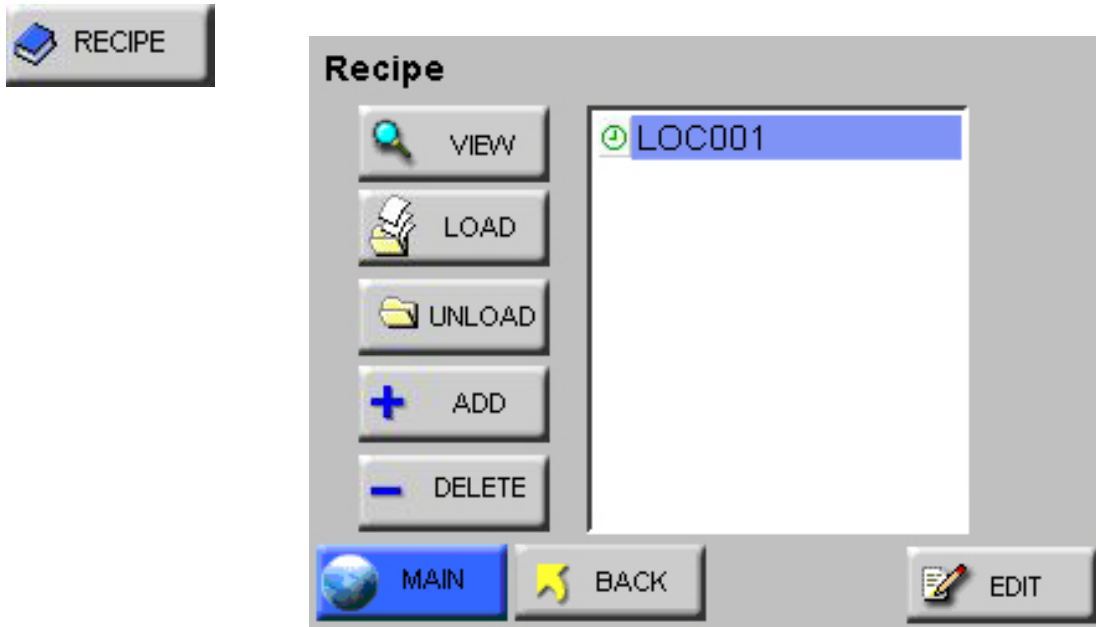 RECIPE
Recipe
VIEW
LOC001
LOAD
UNLOAD
ADD
DELETE
MAIN
BACK
EDIT